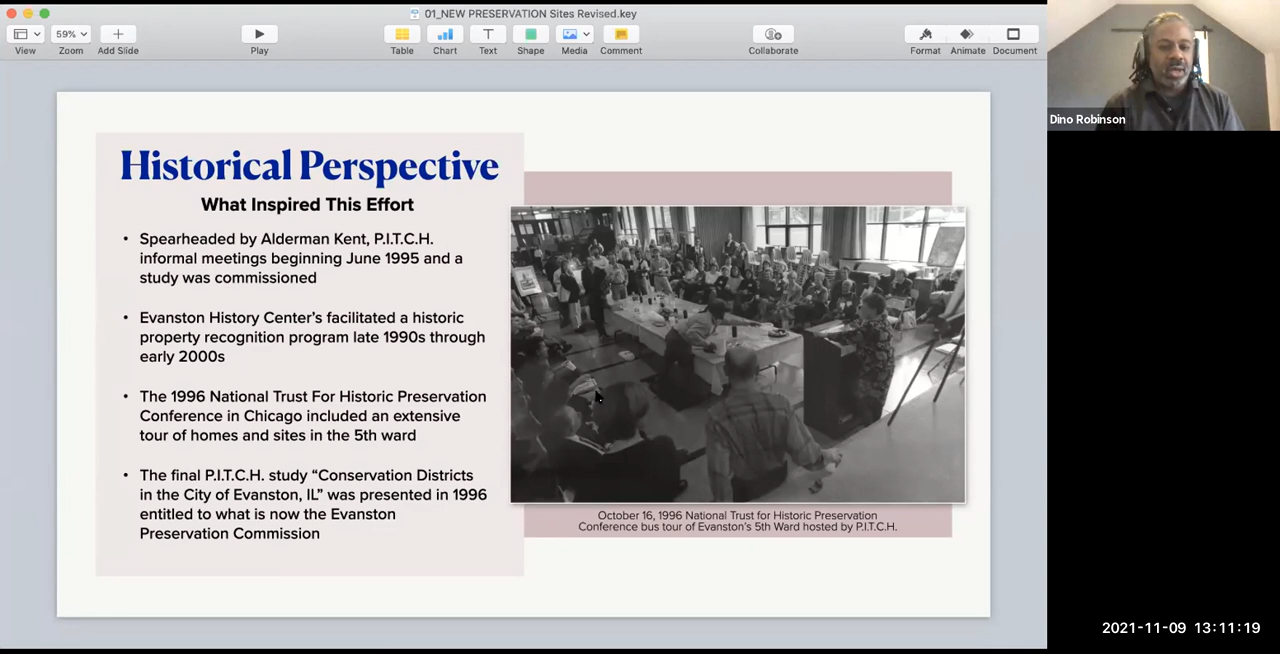 01_NEW PRESERVATION Sites Revised.key
59%
View
Zoom
Add Slide
Play
Table
Chart
Text
Shape
Media
Comment
Collaborate
Format
Animate
Document
Dino Robinson
Historical Perspective
What Inspired This Effort
• Spearheaded by Alderman Kent, P.I.T.C.H.
informal meetings beginning June 1995 and a
study was commissioned
• Evanston History Center’s facilitated a historic
property recognition program late 1990s through
early 2000s
• The 1996 National Trust For Historic Preservation
Conference in Chicago included an extensive
tour of homes and sites in the 5th ward
• The final P.I.T.C.H. study “Conservation Districts
in the City of Evanston, IL” was presented in 1996
entitled to what is now the Evanston
Preservation Commission
October 16, 1996 National Trust for Historic Preservation
Conference bus tour of Evanston’s 5th Ward hosted by P.I.T.C.H.
2021-11-09 13:11:19